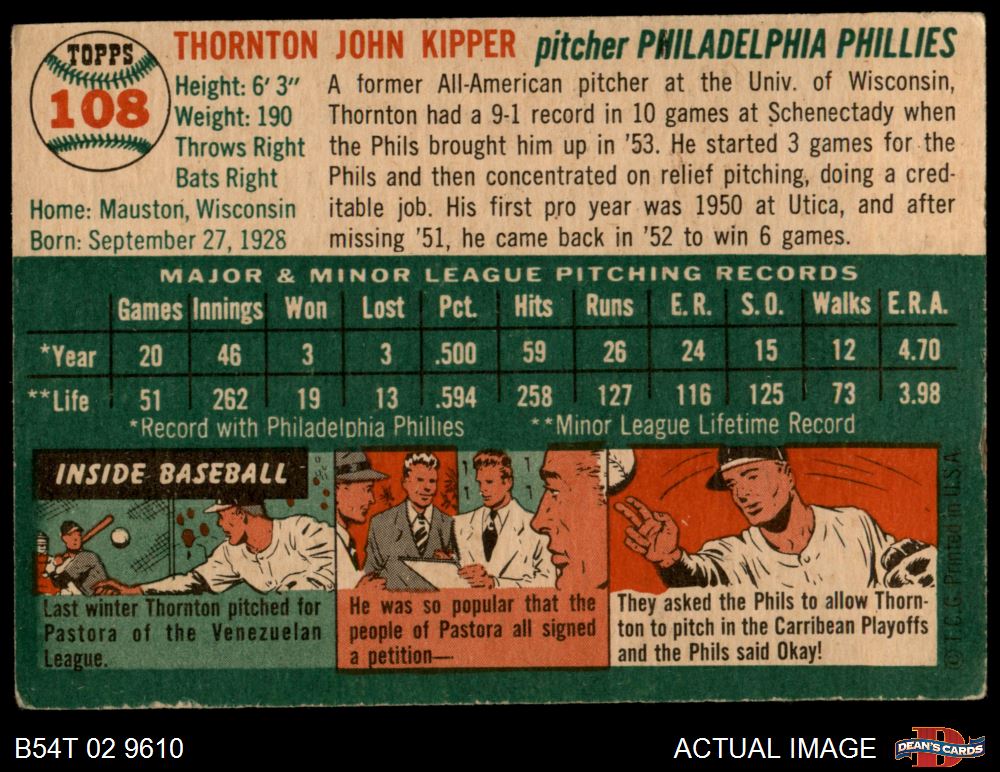 TOPPS
108
THORNTON JOHN KIPPER pitcher PHILADELPHIA PHILLIES
Height: 6' 3"
Weight: 190
Throws Right
Bats Right
Home: Mauston, Wisconsin
Born: September 27, 1928
A former All-American pitcher at the Univ. of Wisconsin,
Thornton had a 9-1 record in 10 games at Schenectady when
the Phils brought him up in '53. He started 3 games for the
Phils and then concentrated on relief pitching, doing a cred-
itable job. His first pro year was 1950 at Utica, and after
missing '51, he came back in '52 to win 6 games.
MAJOR & MINOR LEAGUE PITCHING RECORDS
Games Innings Won Lost Pct. Hits Runs E.R. S.O. Walks E.R.A.
*Year 20 46 3 3 .500 59 26 24 15 12 4.70
**Life 51 262 19 13 .594 258 127 116 125 73 3.98
*Record with Philadelphia Phillies **Minor League Lifetime Record
INSIDE BASEBALL
Last winter Thornton pitched for
Pastora of the Venezuelan
League.
He was so popular that the
people of Pastora all signed
a petition—
They asked the Phils to allow Thorn-
ton to pitch in the Carribean Playoffs
and the Phils said Okay!
© T.C.G. Printed in U.S.A.
B54T 02 9610
ACTUAL IMAGE
DEAN'S CARDS